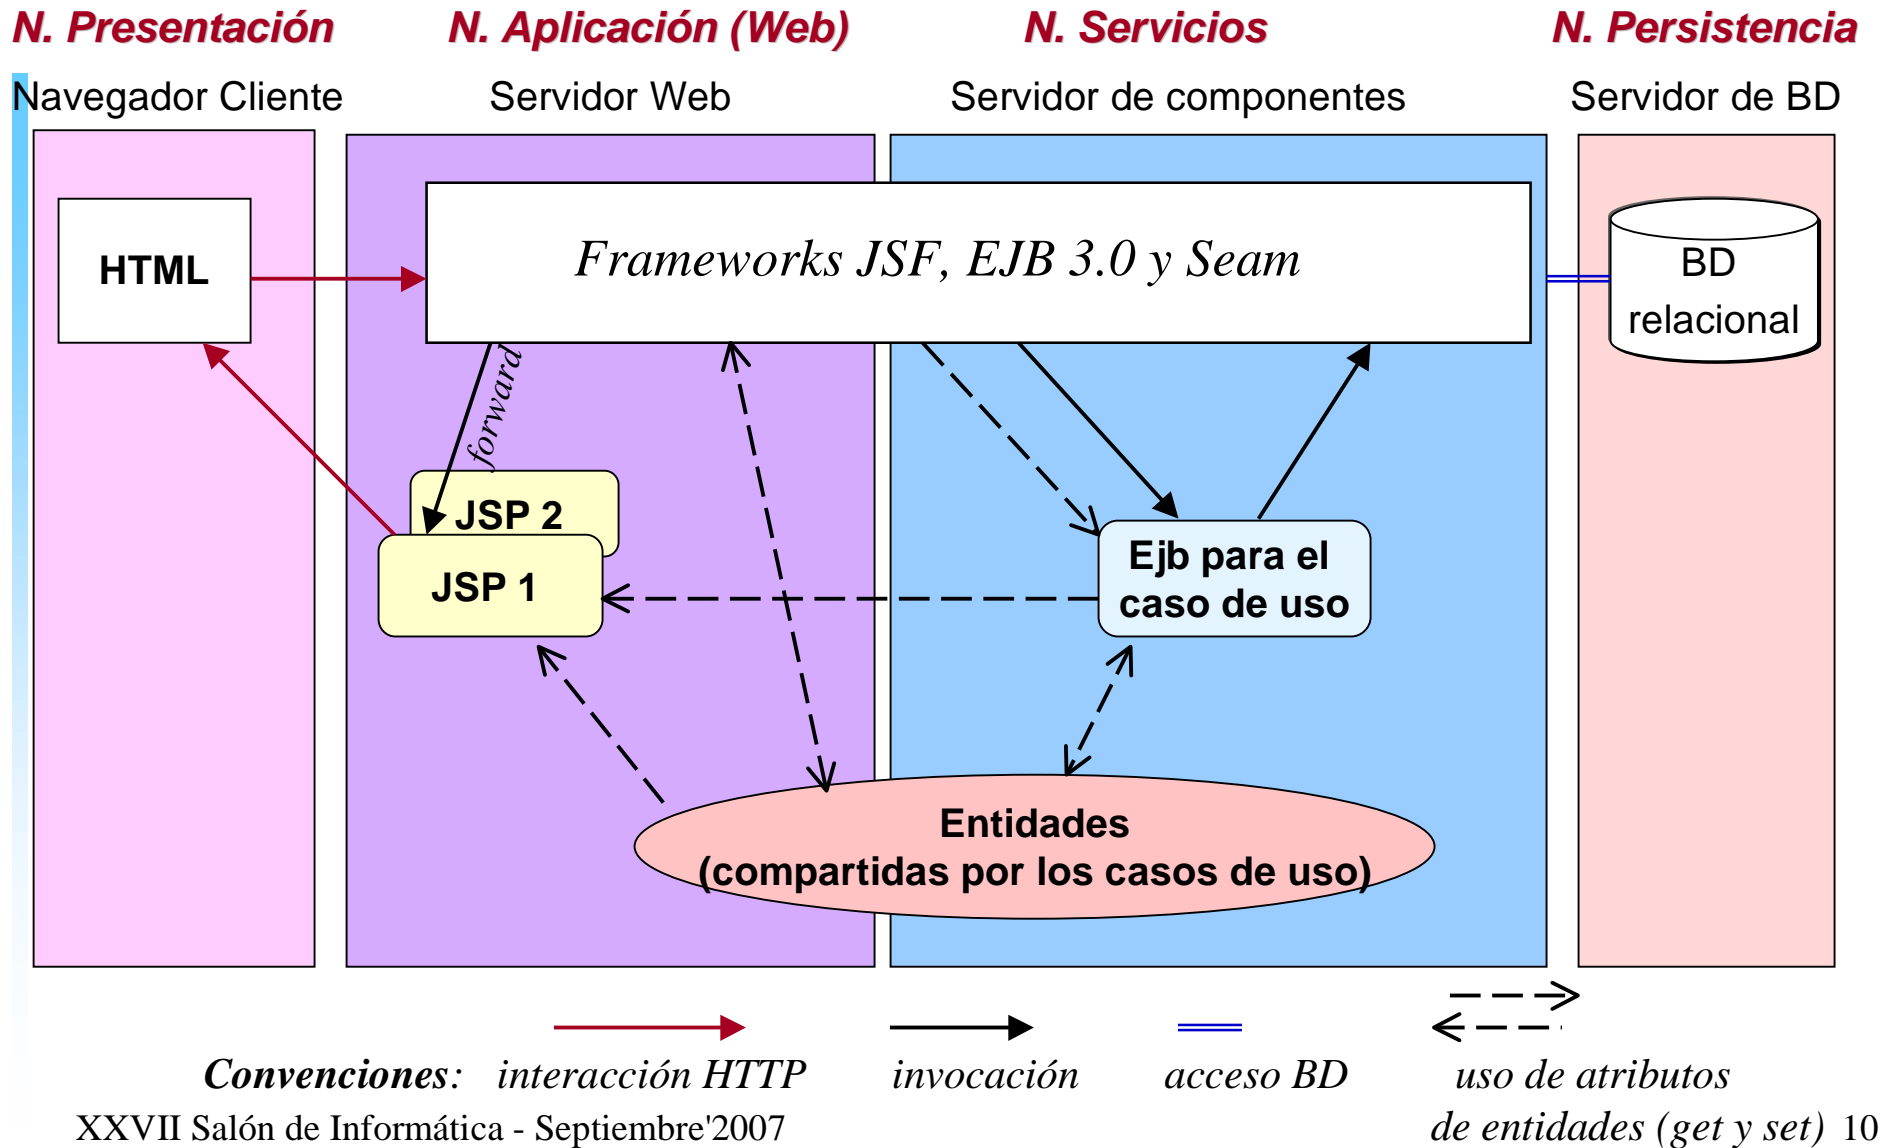 N. Presentación N. Aplicación (Web) N. Servicios N. Persistencia
Navegador Cliente Servidor Web Servidor de componentes Servidor de BD
HTML
Frameworks JSF, EJB 3.0 y Seam
BD
relacional
forward
JSP 2
JSP 1
Ejb para el
caso de uso
Entidades
(compartidas por los casos de uso)
Convenciones: interacción HTTP invocación acceso BD uso de atributos
de entidades (get y set)
XXVII Salón de Informática - Septiembre'2007
10